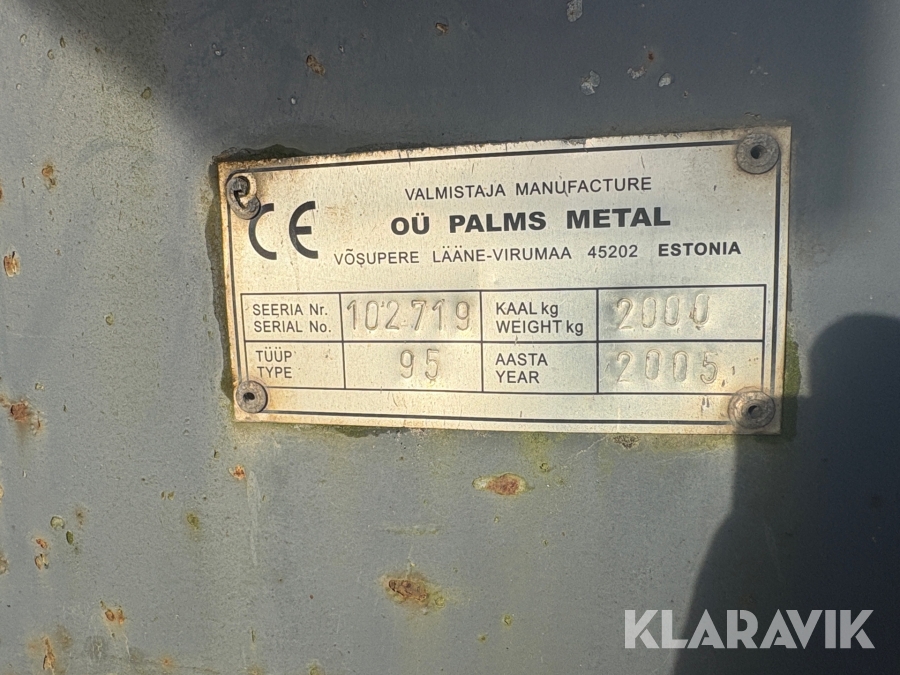 VALMISTAJA MANUFACTURE
CE OÜ PALMS METAL
VÕSUPERE LÄÄNE-VIRUMAA 45202 ESTONIA
SEERIA Nr. SERIAL No. 102719 KAAL kg WEIGHT kg 2000
TÜÜP TYPE 95 AASTA YEAR 2005
KLARAVIK